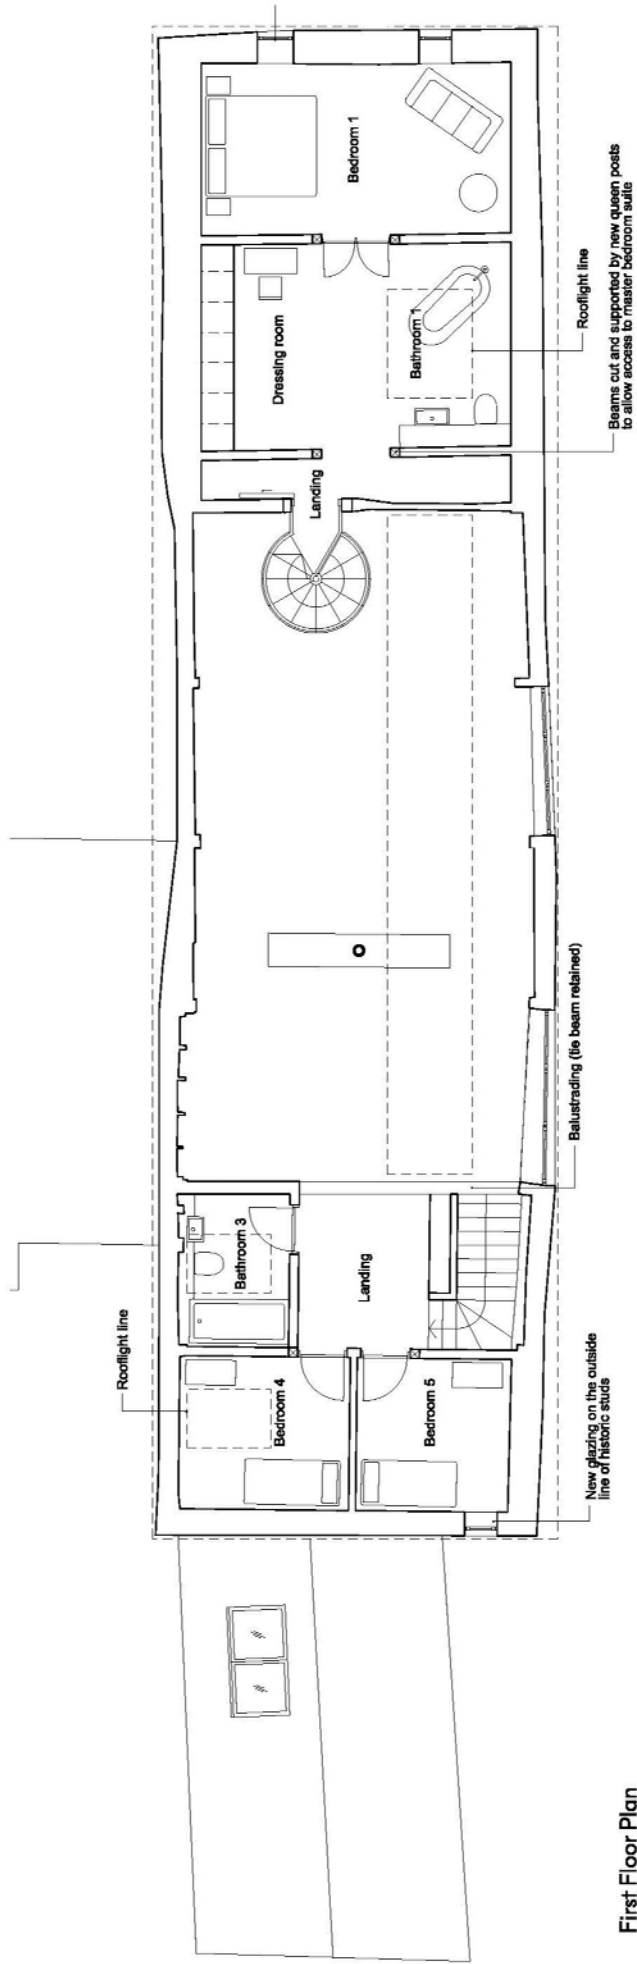 Bedroom 1
Dressing room
Bathroom 1
Landing
Rooflight line
Beams cut and supported by new queen posts
to allow access to master bedroom suite
Balustrading (tie beam retained)
Bathroom 3
Landing
Rooflight line
Bedroom 4
Bedroom 5
New glazing on the outside
line of historic studs
First Floor Plan